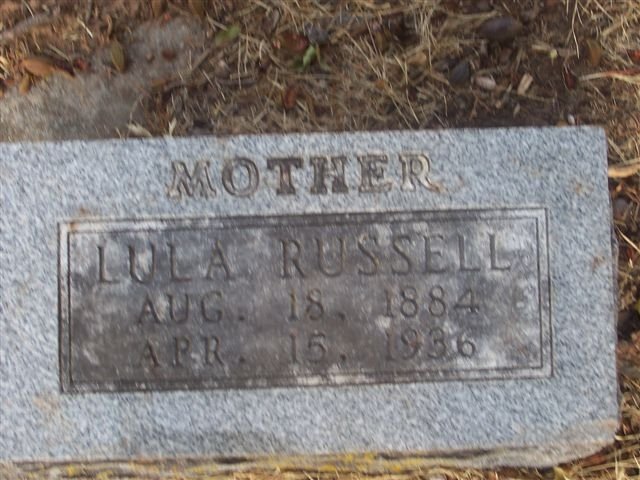 MOTHER
LULA RUSSELL
AUG. 18, 1884
APR. 15, 1936